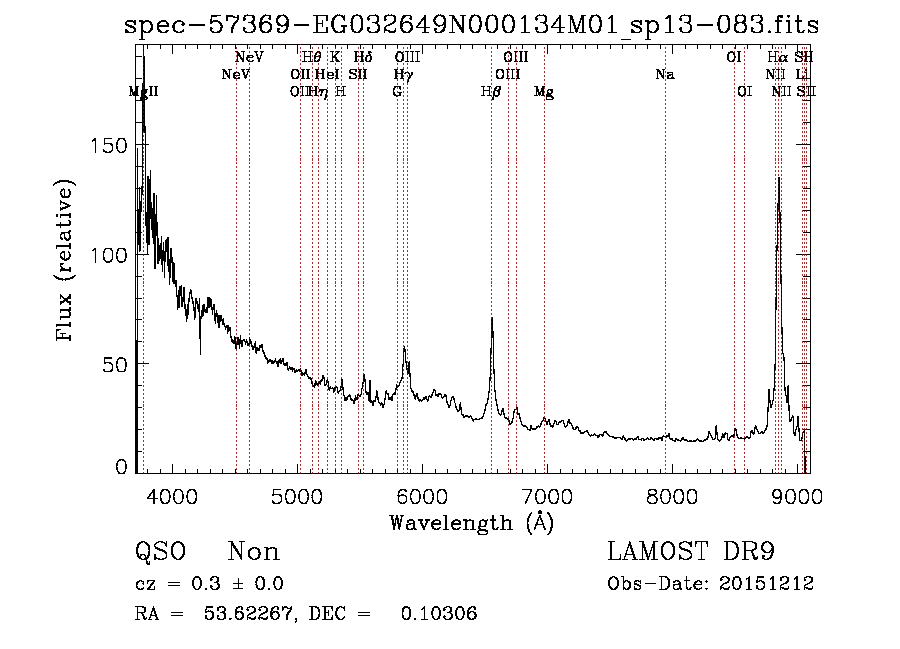 spec-57369-EG032649N000134M01_sp13-083.fits
NeV Hθ K Hδ OIII OIII OI Hα SII
NeV OII HeI SII Hγ OIII Na NII Li
MgII OII Hη H G Hβ Mg OI NII SII
150
100
50
0
Flux (relative)
4000 5000 6000 7000 8000 9000
Wavelength (Å)
QSO Non LAMOST DR9
cz = 0.3 ± 0.0 Obs-Date: 20151212
RA = 53.62267, DEC = 0.10306